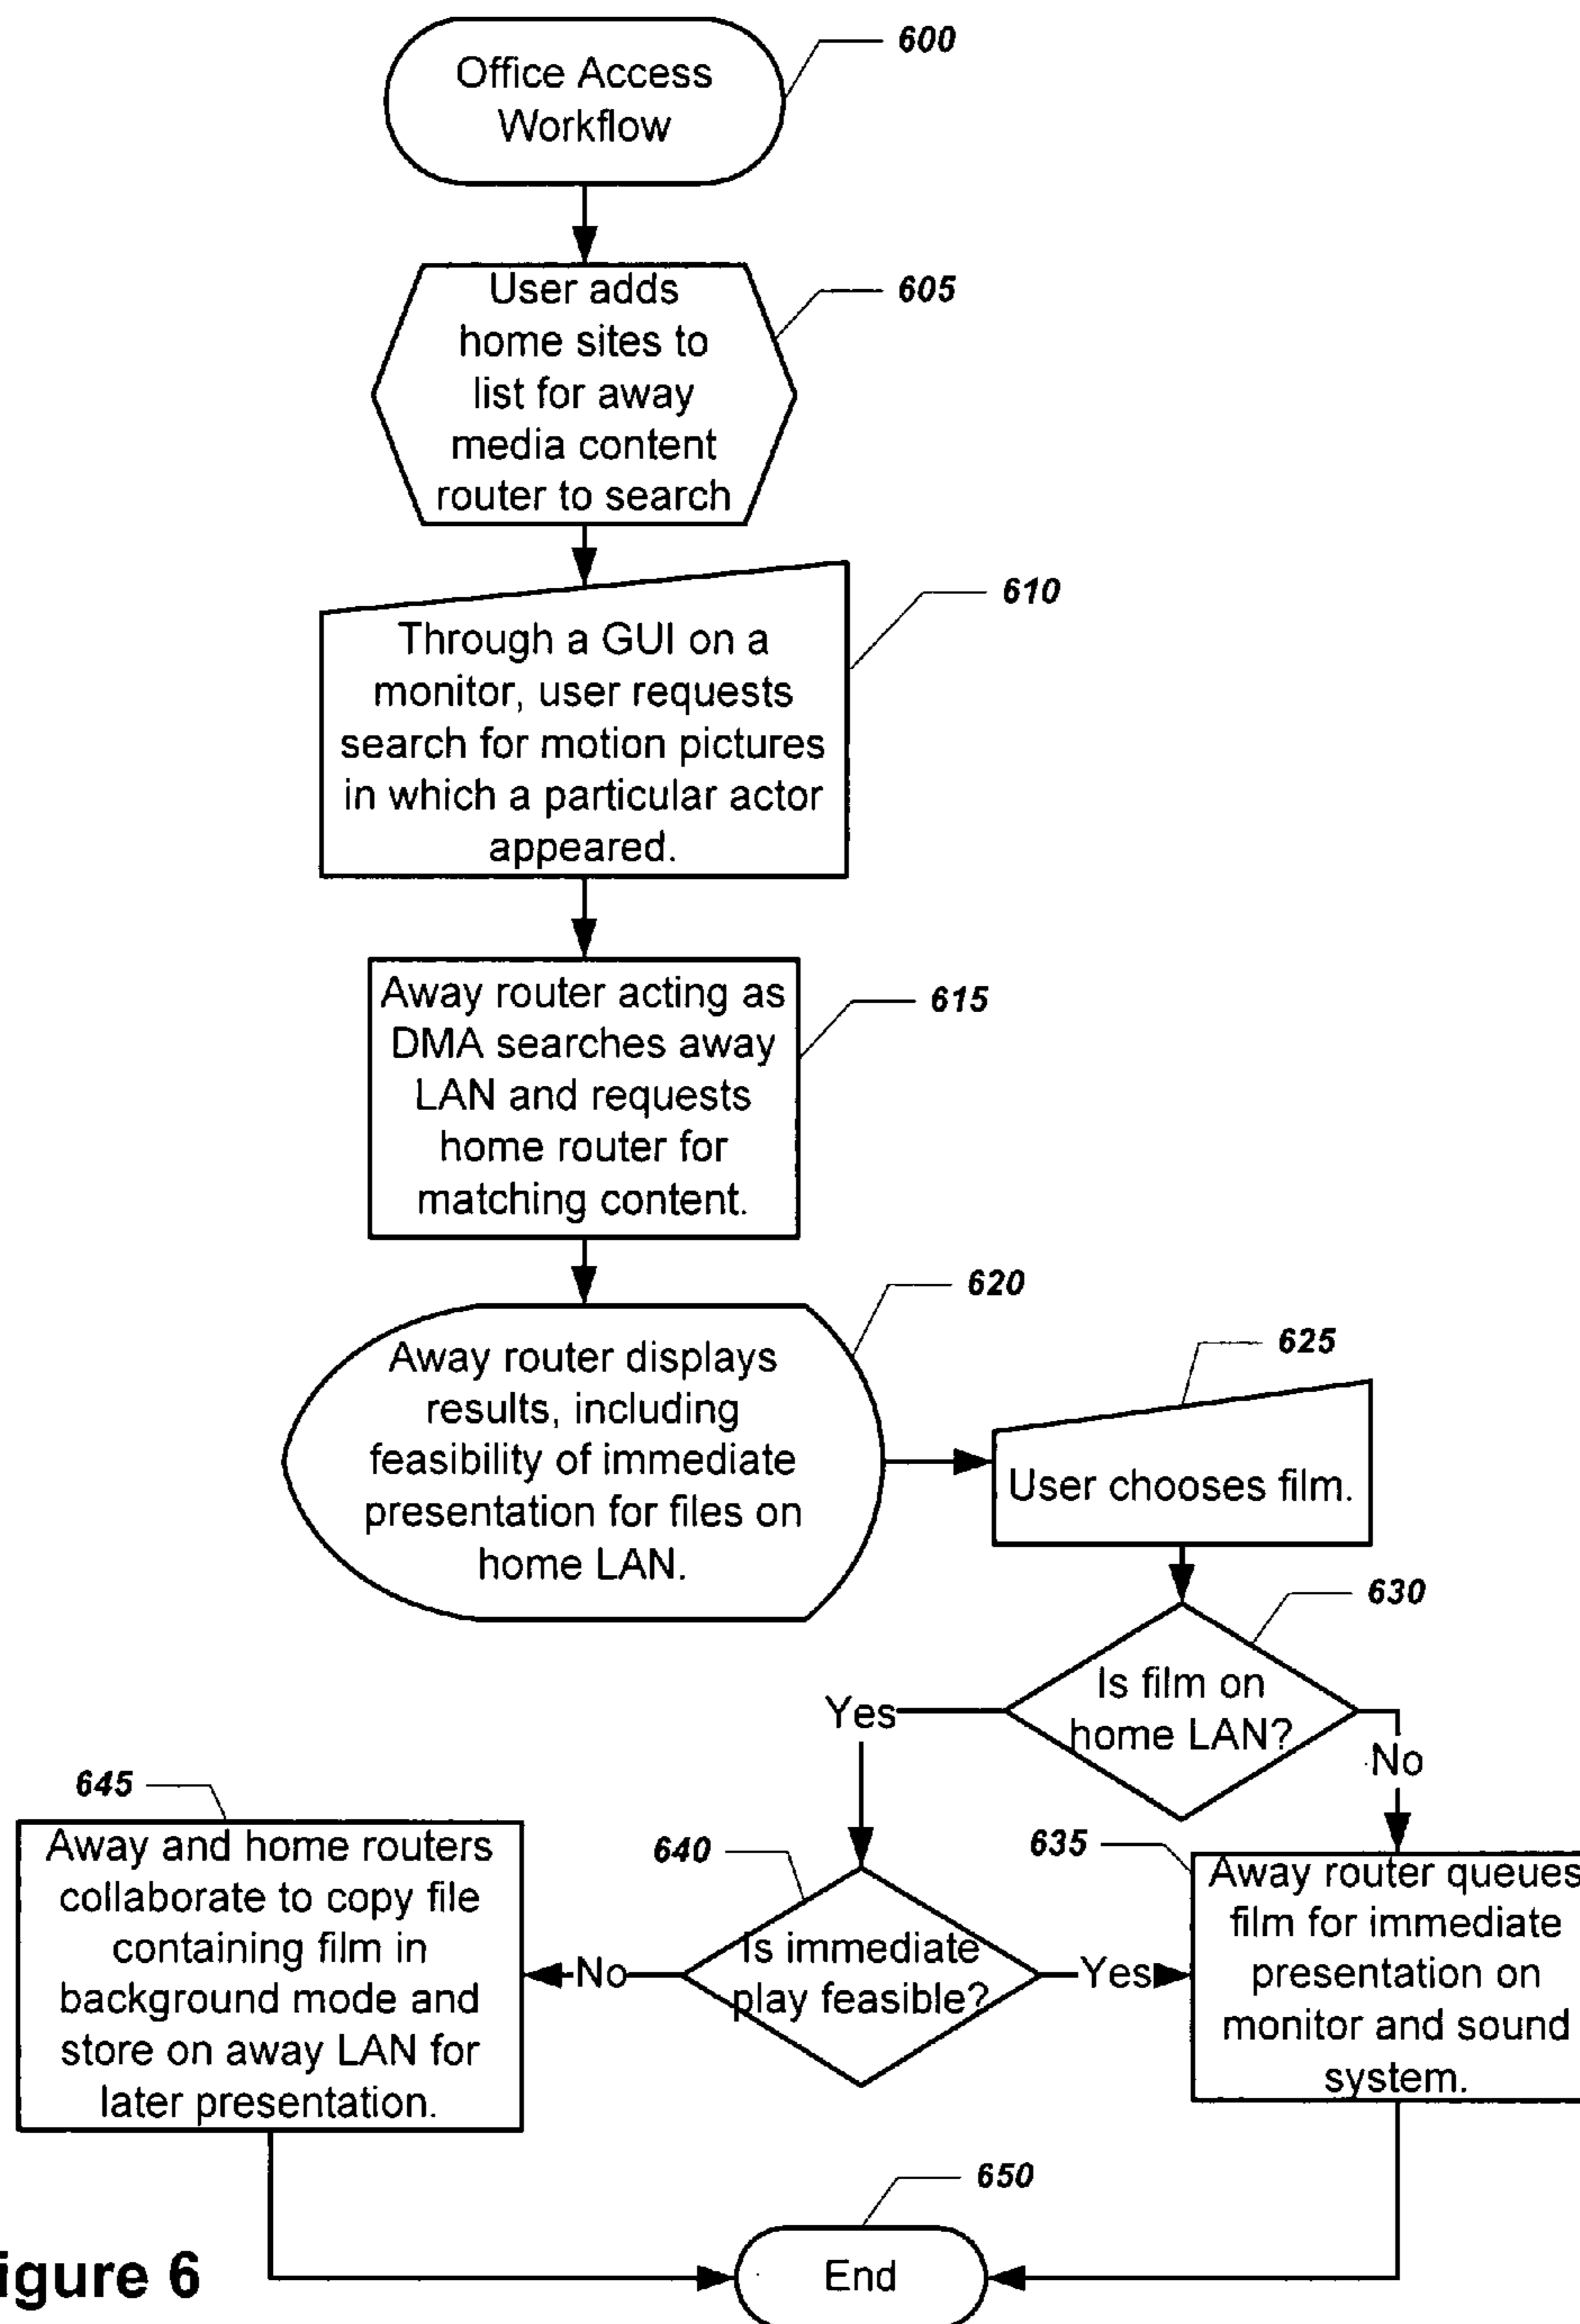 600
Office Access
Workflow
605
User adds
home sites to
list for away
media content
router to search
610
Through a GUI on a
monitor, user requests
search for motion pictures
in which a particular actor
appeared.
615
Away router acting as
DMA searches away
LAN and requests
home router for
matching content.
620
Away router displays
results, including
feasibility of immediate
presentation for files on
home LAN.
625
User chooses film.
630
Is film on
home LAN?
Yes
No
645
Away and home routers
collaborate to copy file
containing film in
background mode and
store on away LAN for
later presentation.
640
Is immediate
play feasible?
No
Yes
635
Away router queues
film for immediate
presentation on
monitor and sound
system.
650
End
igure 6